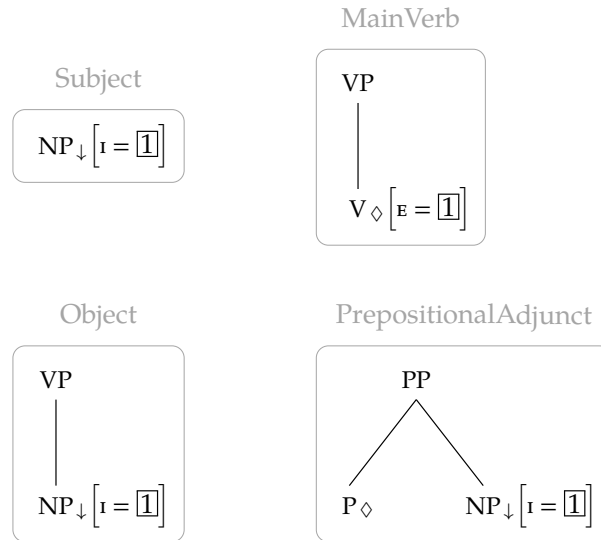 MainVerb
Subject
VP
NP↓[I = 1]
V◇[E = 1]
Object
PrepositionalAdjunct
VP
PP
NP↓[I = 1]
P◇
NP↓[I = 1]